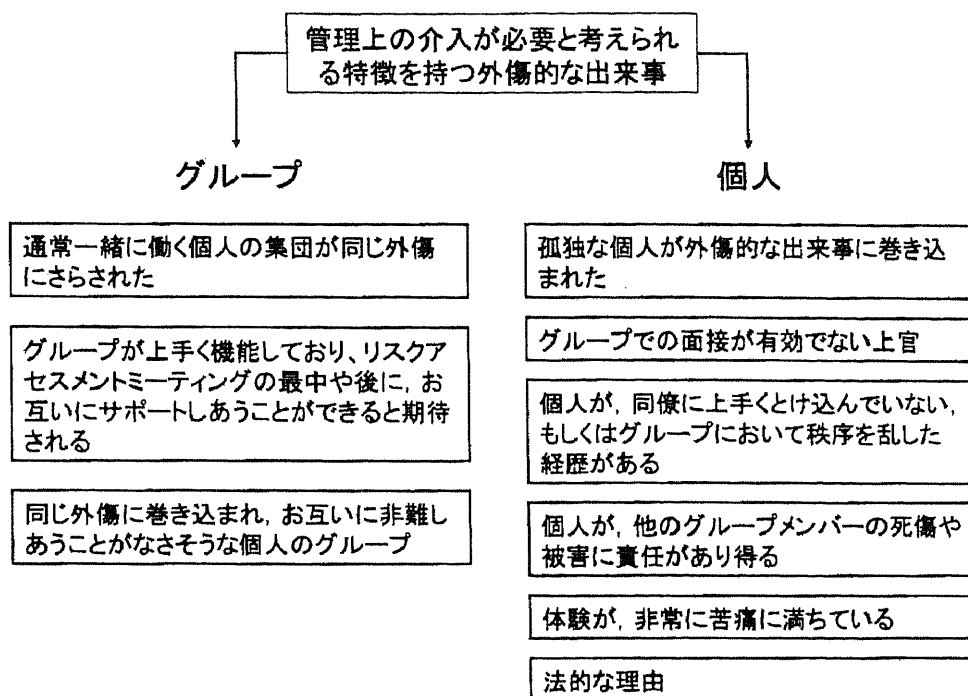 管理上の介入が必要と考えられ
る特徴を持つ外傷的な出来事
グループ
通常一緒に働く個人の集団が同じ外傷
にさらされた
グループが上手く機能しており、リスクア
セスメントミーティングの最中や後に, お
互いにサポートしあうことができると期待
される
同じ外傷に巻き込まれ, お互いに非難し
あうことがなさそうな個人のグループ
個人
孤独な個人が外傷的な出来事に巻き込
まれた
グループでの面接が有効でない上官
個人が, 同僚に上手くとけ込んでいない,
もしくはグループにおいて秩序を乱した
経歴がある
個人が, 他のグループメンバーの死傷や
被害に責任があり得る
体験が, 非常に苦痛に満ちている
法的な理由